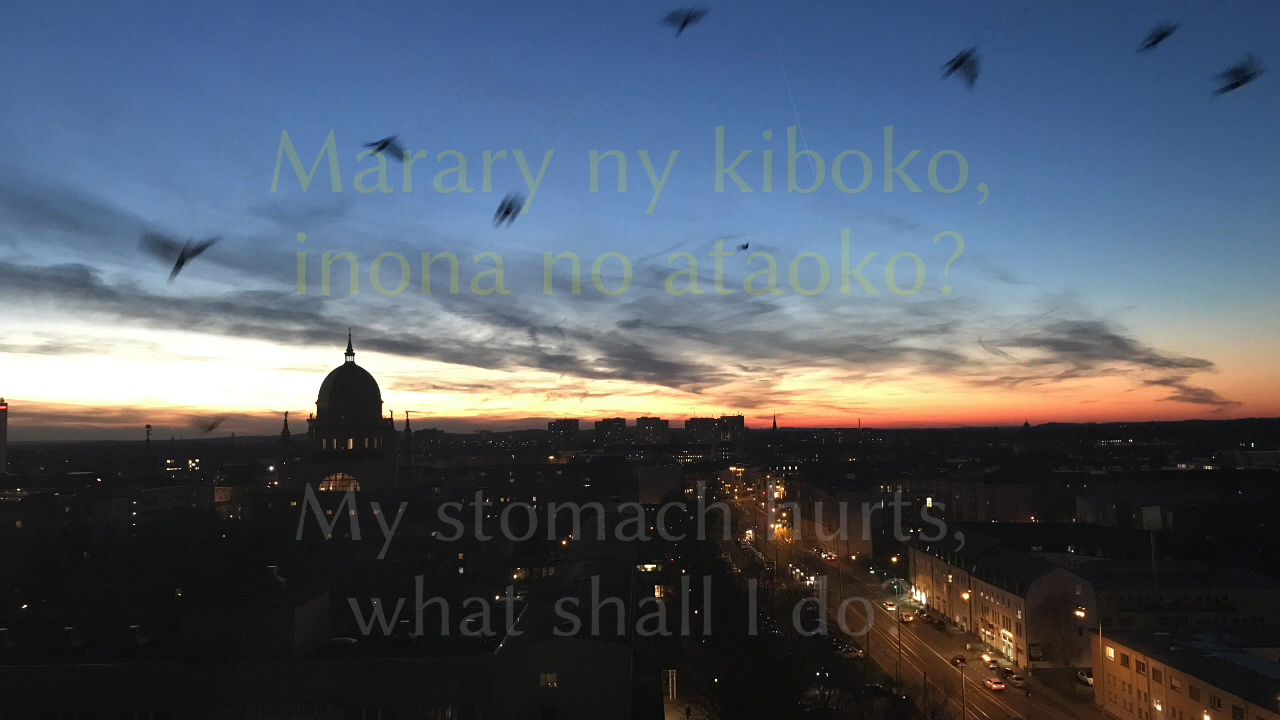 Marary ny kiboko,
inona no ataoko?
My stomach hurts,
what shall I do